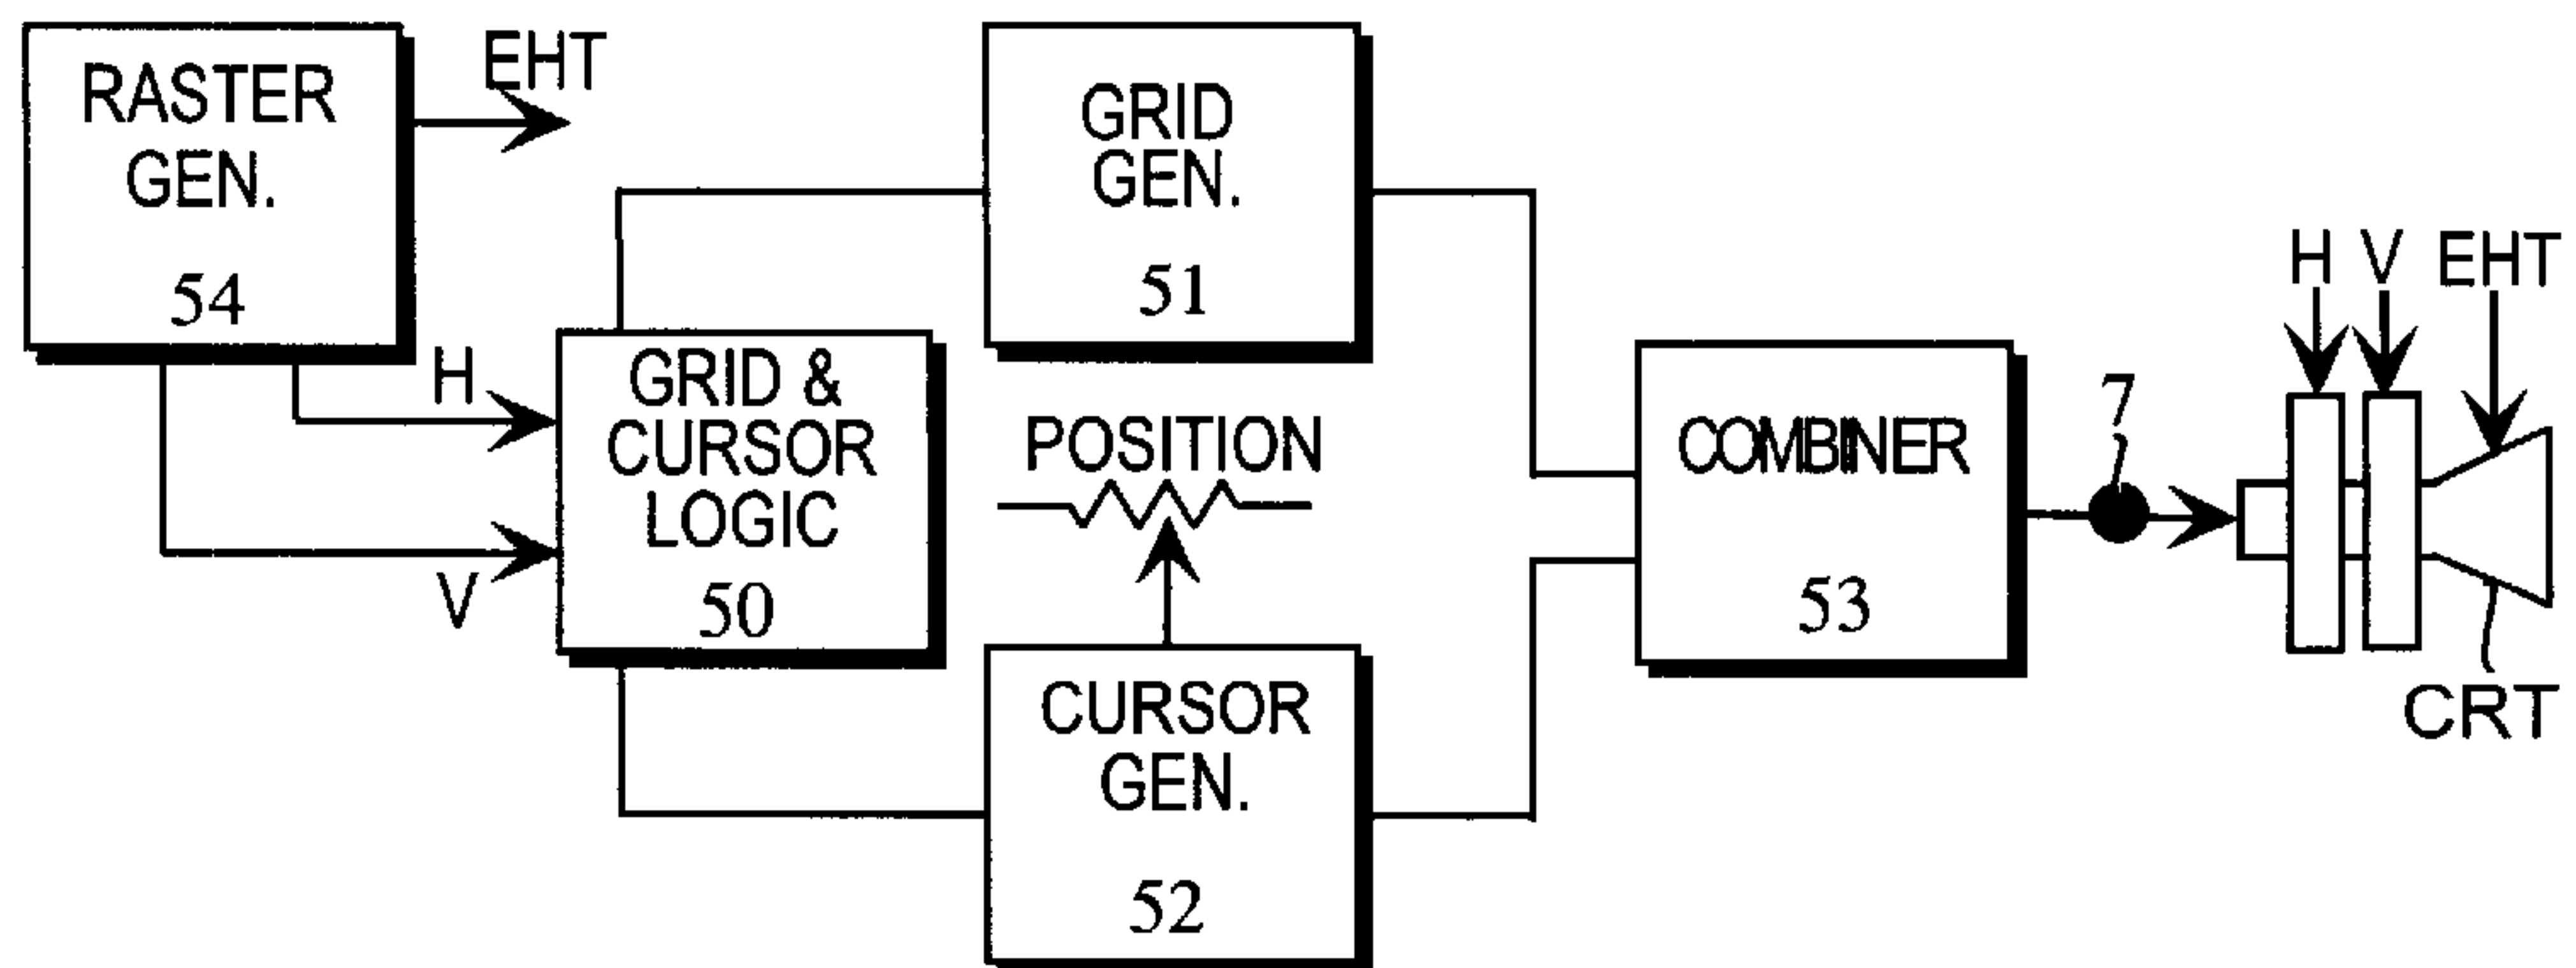 RASTER
GEN.
54
EHT
H
V
GRID &
CURSOR
LOGIC
50
GRID
GEN.
51
POSITION
CURSOR
GEN.
52
COMBINER
53
7
H V EHT
CRT